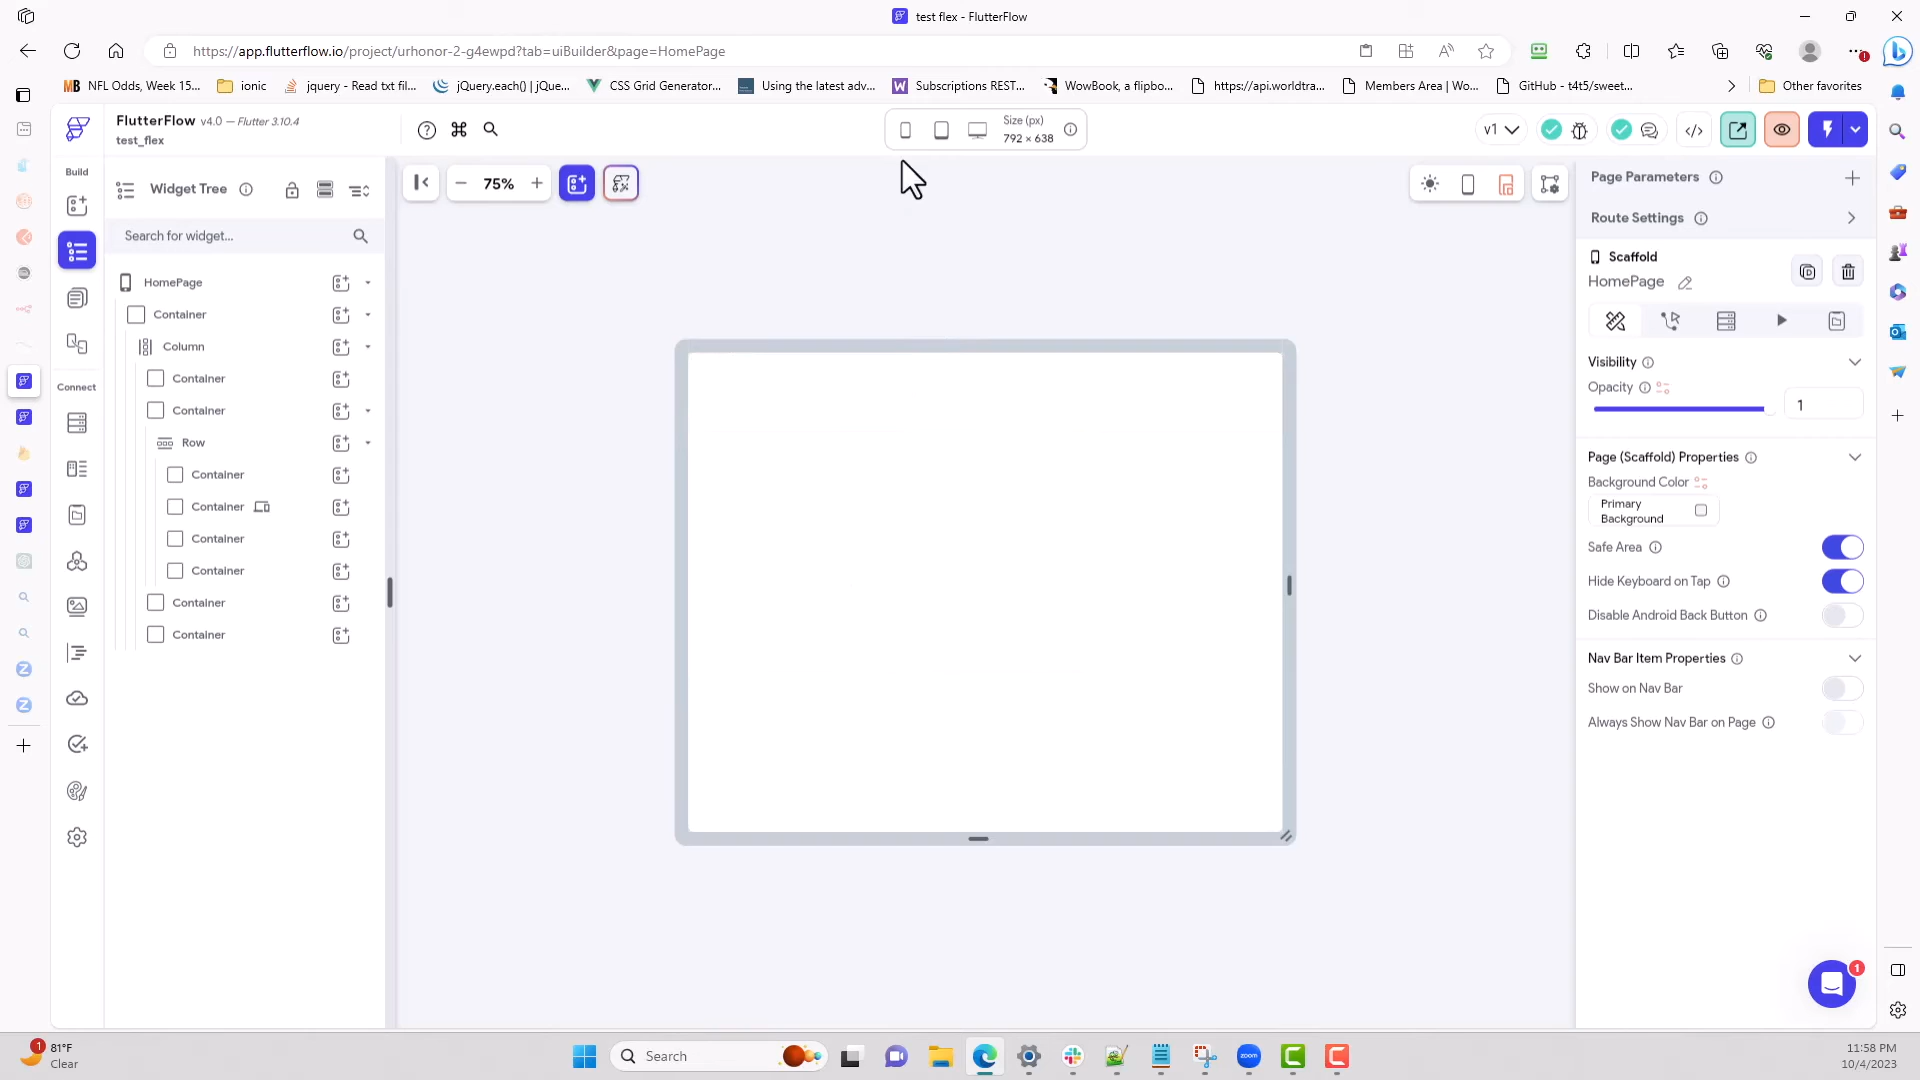 test flex - FlutterFlow
https://app.flutterflow.io/project/urhonor-2-g4ewpd?tab=uiBuilder&page=HomePage
NFL Odds, Week 15...
ionic
jquery - Read txt fil...
jQuery.each() | jQue...
CSS Grid Generator...
Using the latest adv...
Subscriptions REST...
WowBook, a flipbo...
https://api.worldtra...
Members Area | Wo...
GitHub - t4t5/sweet...
Other favorites
FlutterFlow v4.0 — Flutter 3.10.4
test_flex
Size (px)
792 × 638
v1
Build
Widget Tree
75%
Page Parameters
Route Settings
Search for widget...
HomePage
Container
Column
Container
Container
Row
Container
Container
Container
Container
Container
Container
Connect
Scaffold
HomePage
Visibility
Opacity
1
Page (Scaffold) Properties
Background Color
Primary
Background
Safe Area
Hide Keyboard on Tap
Disable Android Back Button
Nav Bar Item Properties
Show on Nav Bar
Always Show Nav Bar on Page
1
1
81°F
Clear
Search
zoom
11:58 PM
10/4/2023